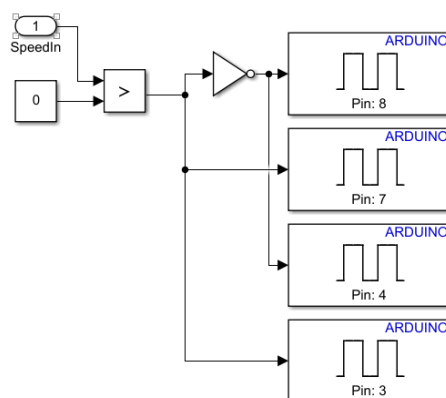 1
SpeedIn
0
>
ARDUINO
Pin: 8
ARDUINO
Pin: 7
ARDUINO
Pin: 4
ARDUINO
Pin: 3